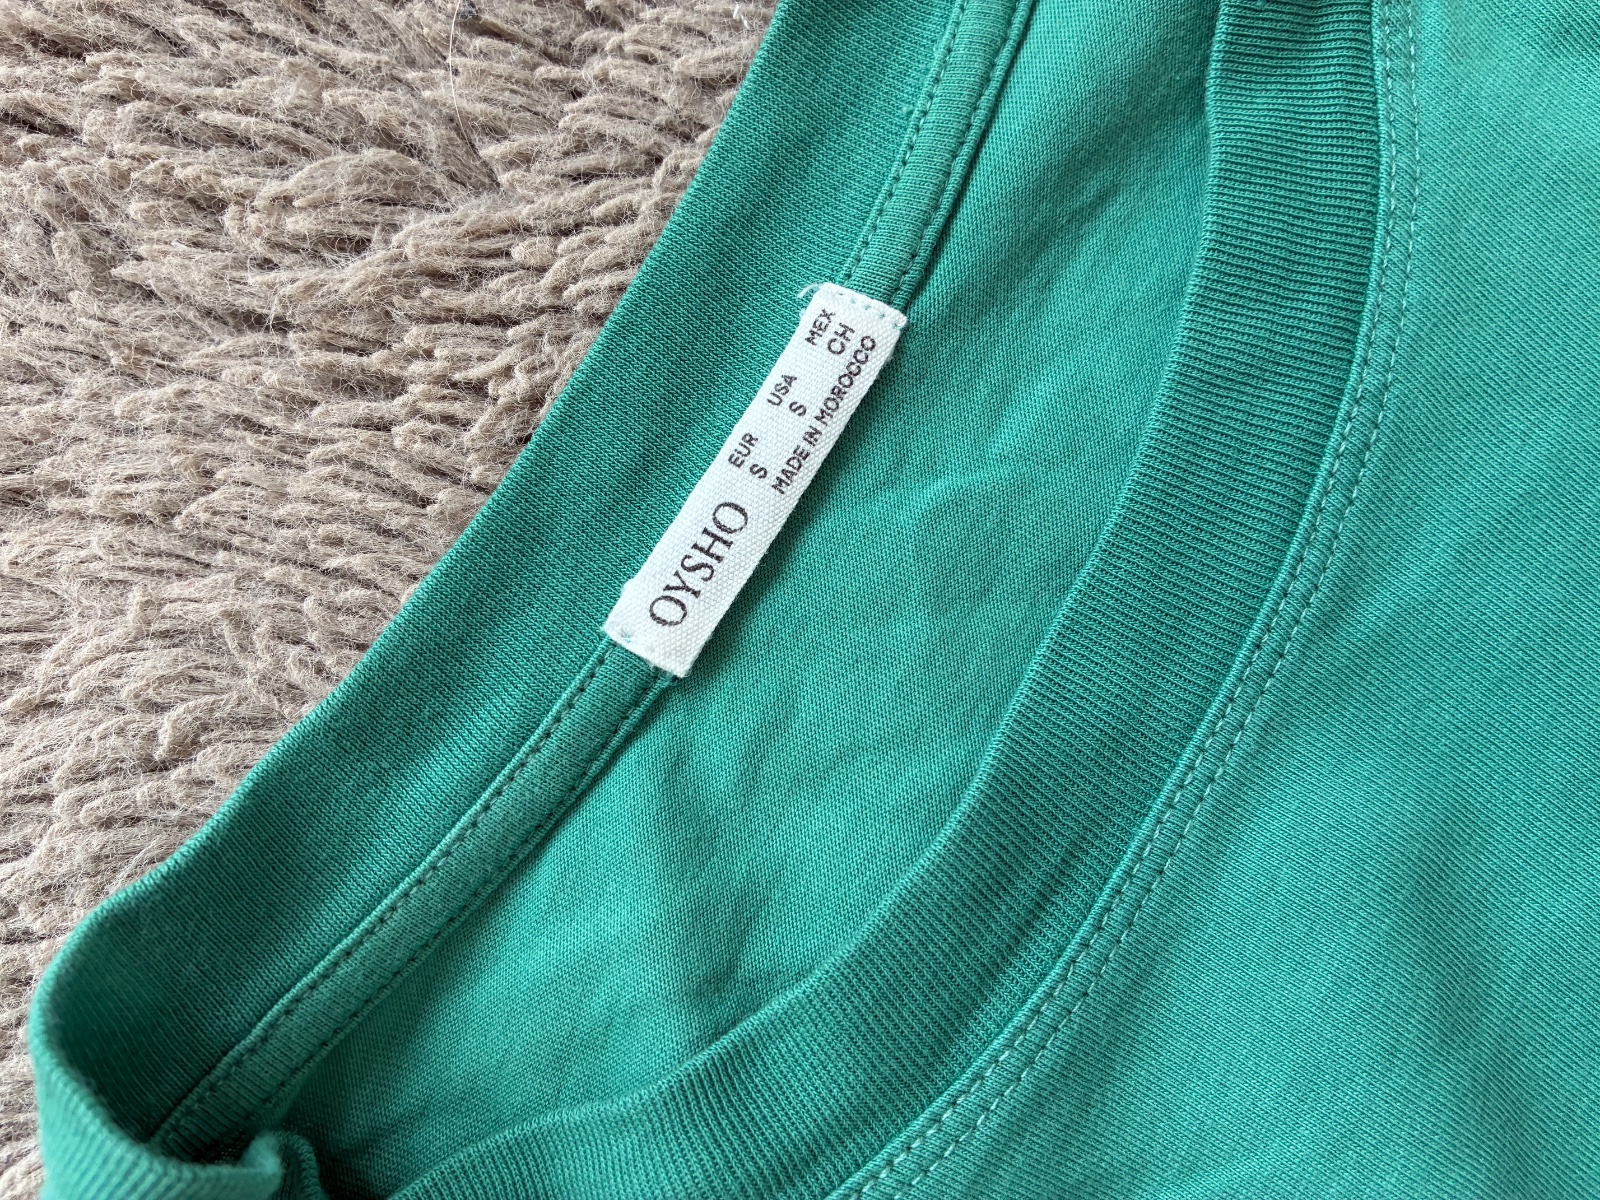 OYSHO
EUR USA MEX
S S CH
MADE IN MOROCCO